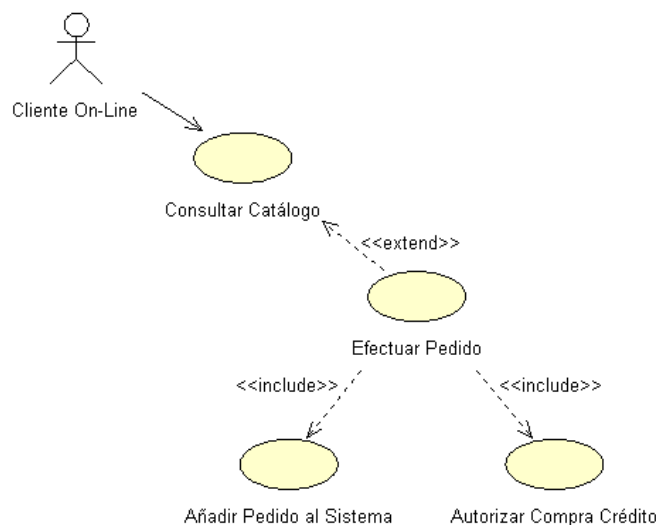 Cliente On-Line
Consultar Catálogo
<<extend>>
Efectuar Pedido
<<include>>
<<include>>
Añadir Pedido al Sistema
Autorizar Compra Crédito